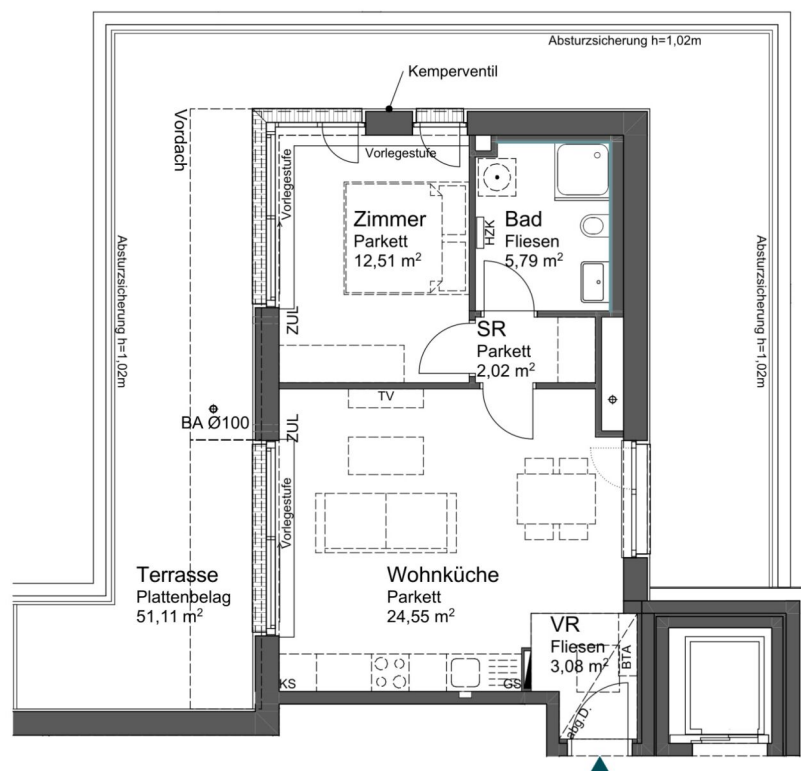 Absturzsicherung h=1,02m
Kemperventil
Vordach
Vorlegestufe
Vorlegestufe
Zimmer
Parkett
12,51 m²
HZK
Bad
Fliesen
5,79 m²
Absturzsicherung h=1,02m
Absturzsicherung h=1,02m
ZUL
SR
Parkett
2,02 m²
TV
BA Ø100
ZUL
Vorlegestufe
Terrasse
Plattenbelag
51,11 m²
Wohnküche
Parkett
24,55 m²
VR
Fliesen
3,08 m²
BTA
KS
GS
abg.D.